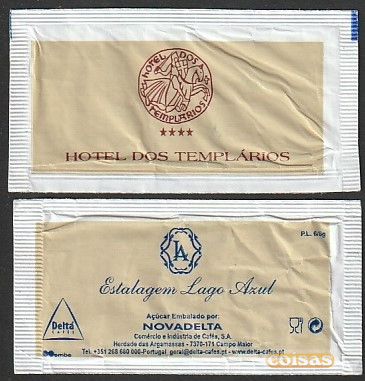 HOTEL DOS
TEMPLÁRIOS
★★★★
HOTEL DOS TEMPLÁRIOS
LA
P.L. 6/8g
Estalagem Lago Azul
Delta
CAFÉS
Açúcar Embalado por:
NOVADELTA
Comércio e Indústria de Cafés, S.A.
Herdade das Argamassas - 7370-171 Campo Maior
Tel. +351 268 680 000-Portugal geral@delta-cafes.pt www.delta-cafes.pt
coisas